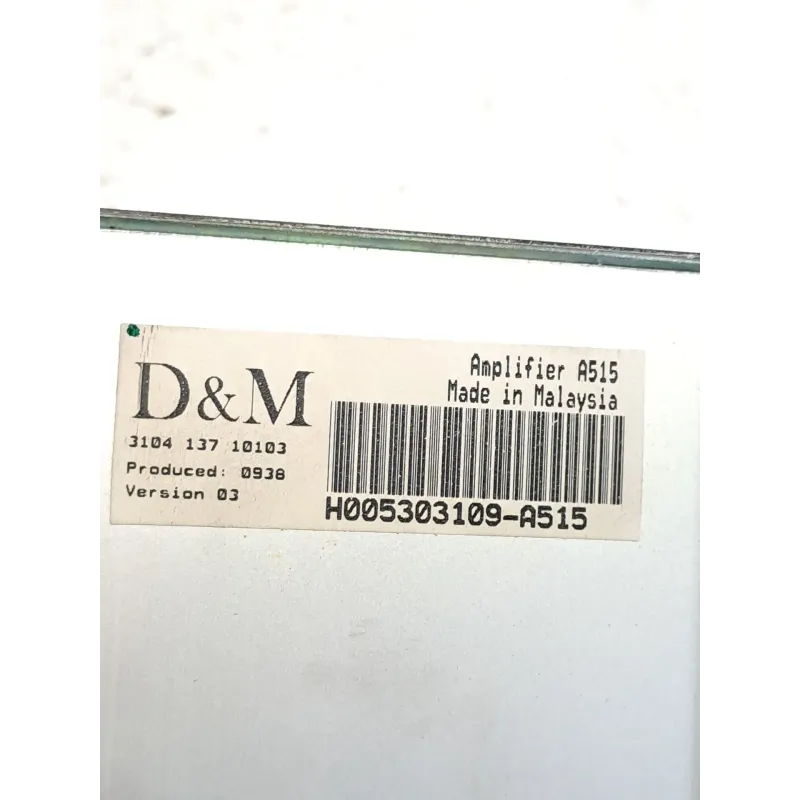 D&M
3104 137 10103
Produced: 0938
Version 03
Amplifier A515
Made in Malaysia
H005303109-A515